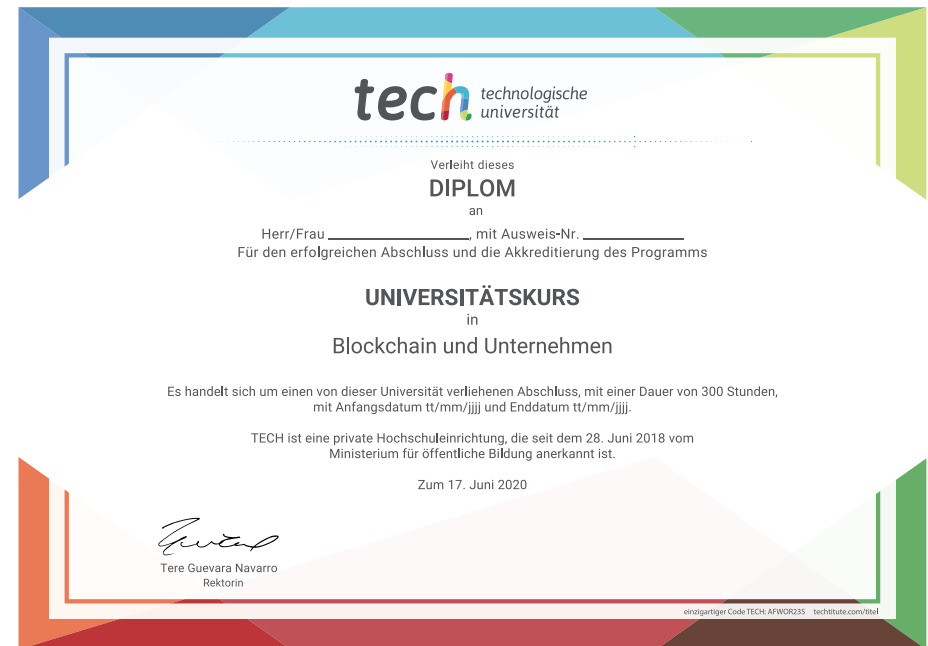 tech technologische
universität
Verleiht dieses
DIPLOM
an
Herr/Frau ____________________, mit Ausweis-Nr. ______________
Für den erfolgreichen Abschluss und die Akkreditierung des Programms
UNIVERSITÄTSKURS
in
Blockchain und Unternehmen
Es handelt sich um einen von dieser Universität verliehenen Abschluss, mit einer Dauer von 300 Stunden,
mit Anfangsdatum tt/mm/jjjj und Enddatum tt/mm/jjjj.
TECH ist eine private Hochschuleinrichtung, die seit dem 28. Juni 2018 vom
Ministerium für öffentliche Bildung anerkannt ist.
Zum 17. Juni 2020
Tere Guevara Navarro
Rektorin
einzigartiger Code TECH: AFWOR23S techtitute.com/titel